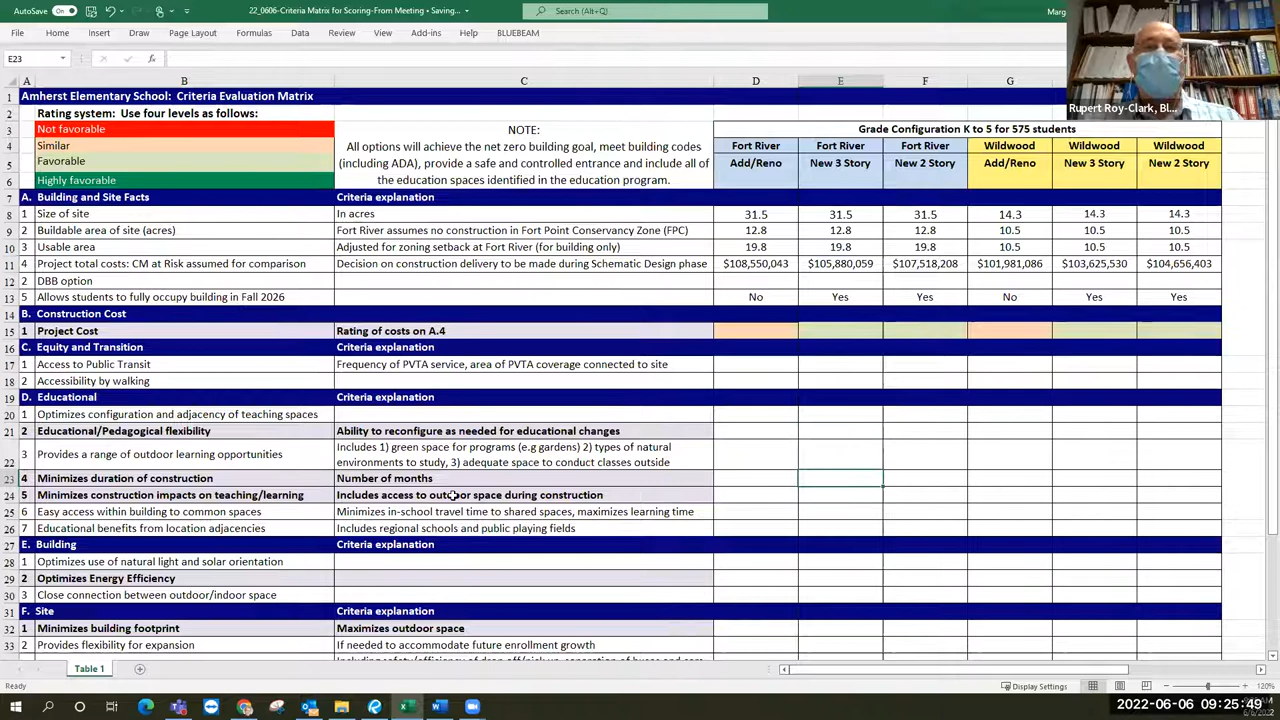 AutoSave On 22_0606-Criteria Matrix for Scoring-From Meeting • Saving... Search (Alt+Q) Marg
File Home Insert Draw Page Layout Formulas Data Review View Add-ins Help BLUEBEAM
E23 fx
Rupert Roy-Clark, Bl...
A B C D E F G H I
1 Amherst Elementary School: Criteria Evaluation Matrix
2 Rating system: Use four levels as follows:
3 Not favorable NOTE: Grade Configuration K to 5 for 575 students
4 Similar All options will achieve the net zero building goal, meet building codes Fort River Fort River Fort River Wildwood Wildwood Wildwood
5 Favorable (including ADA), provide a safe and controlled entrance and include all of Add/Reno New 3 Story New 2 Story Add/Reno New 3 Story New 2 Story
6 Highly favorable the education spaces identified in the education program.
7 A. Building and Site Facts Criteria explanation
8 1 Size of site In acres 31.5 31.5 31.5 14.3 14.3 14.3
9 2 Buildable area of site (acres) Fort River assumes no construction in Fort Point Conservancy Zone (FPC) 12.8 12.8 12.8 10.5 10.5 10.5
10 3 Usable area Adjusted for zoning setback at Fort River (for building only) 19.8 19.8 19.8 10.5 10.5 10.5
11 4 Project total costs: CM at Risk assumed for comparison Decision on construction delivery to be made during Schematic Design phase $108,550,043 $105,880,059 $107,518,208 $101,981,086 $103,625,530 $104,656,403
12 2 DBB option
13 5 Allows students to fully occupy building in Fall 2026 No Yes Yes No Yes Yes
14 B. Construction Cost
15 1 Project Cost Rating of costs on A.4
16 C. Equity and Transition Criteria explanation
17 1 Access to Public Transit Frequency of PVTA service, area of PVTA coverage connected to site
18 2 Accessibility by walking
19 D. Educational Criteria explanation
20 1 Optimizes configuration and adjacency of teaching spaces
21 2 Educational/Pedagogical flexibility Ability to reconfigure as needed for educational changes
22 3 Provides a range of outdoor learning opportunities Includes 1) green space for programs (e.g gardens) 2) types of natural
environments to study, 3) adequate space to conduct classes outside
23 4 Minimizes duration of construction Number of months
24 5 Minimizes construction impacts on teaching/learning Includes access to outdoor space during construction
25 6 Easy access within building to common spaces Minimizes in-school travel time to shared spaces, maximizes learning time
26 7 Educational benefits from location adjacencies Includes regional schools and public playing fields
27 E. Building Criteria explanation
28 1 Optimizes use of natural light and solar orientation
29 2 Optimizes Energy Efficiency
30 3 Close connection between outdoor/indoor space
31 F. Site Criteria explanation
32 1 Minimizes building footprint Maximizes outdoor space
33 2 Provides flexibility for expansion If needed to accommodate future enrollment growth
Table 1
Ready Display Settings 120%
2022-06-06 09:25:49